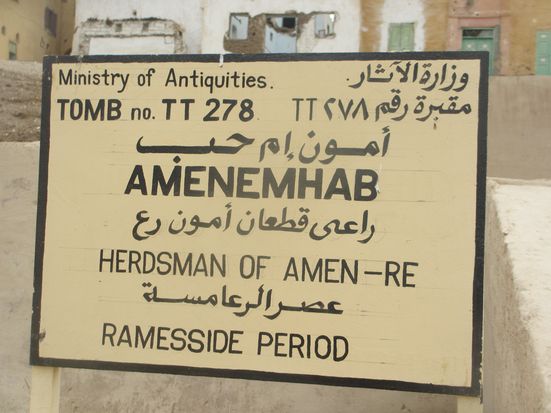 Ministry of Antiquities. وزارة الآثار.
TOMB no. TT 278 مقبرة رقم TT ٢٧٨
أمون إم حب
AMENEMHAB
راعى قطعان أمون رع
HERDSMAN OF AMEN-RE
عصر الرعامسة
RAMESSIDE PERIOD